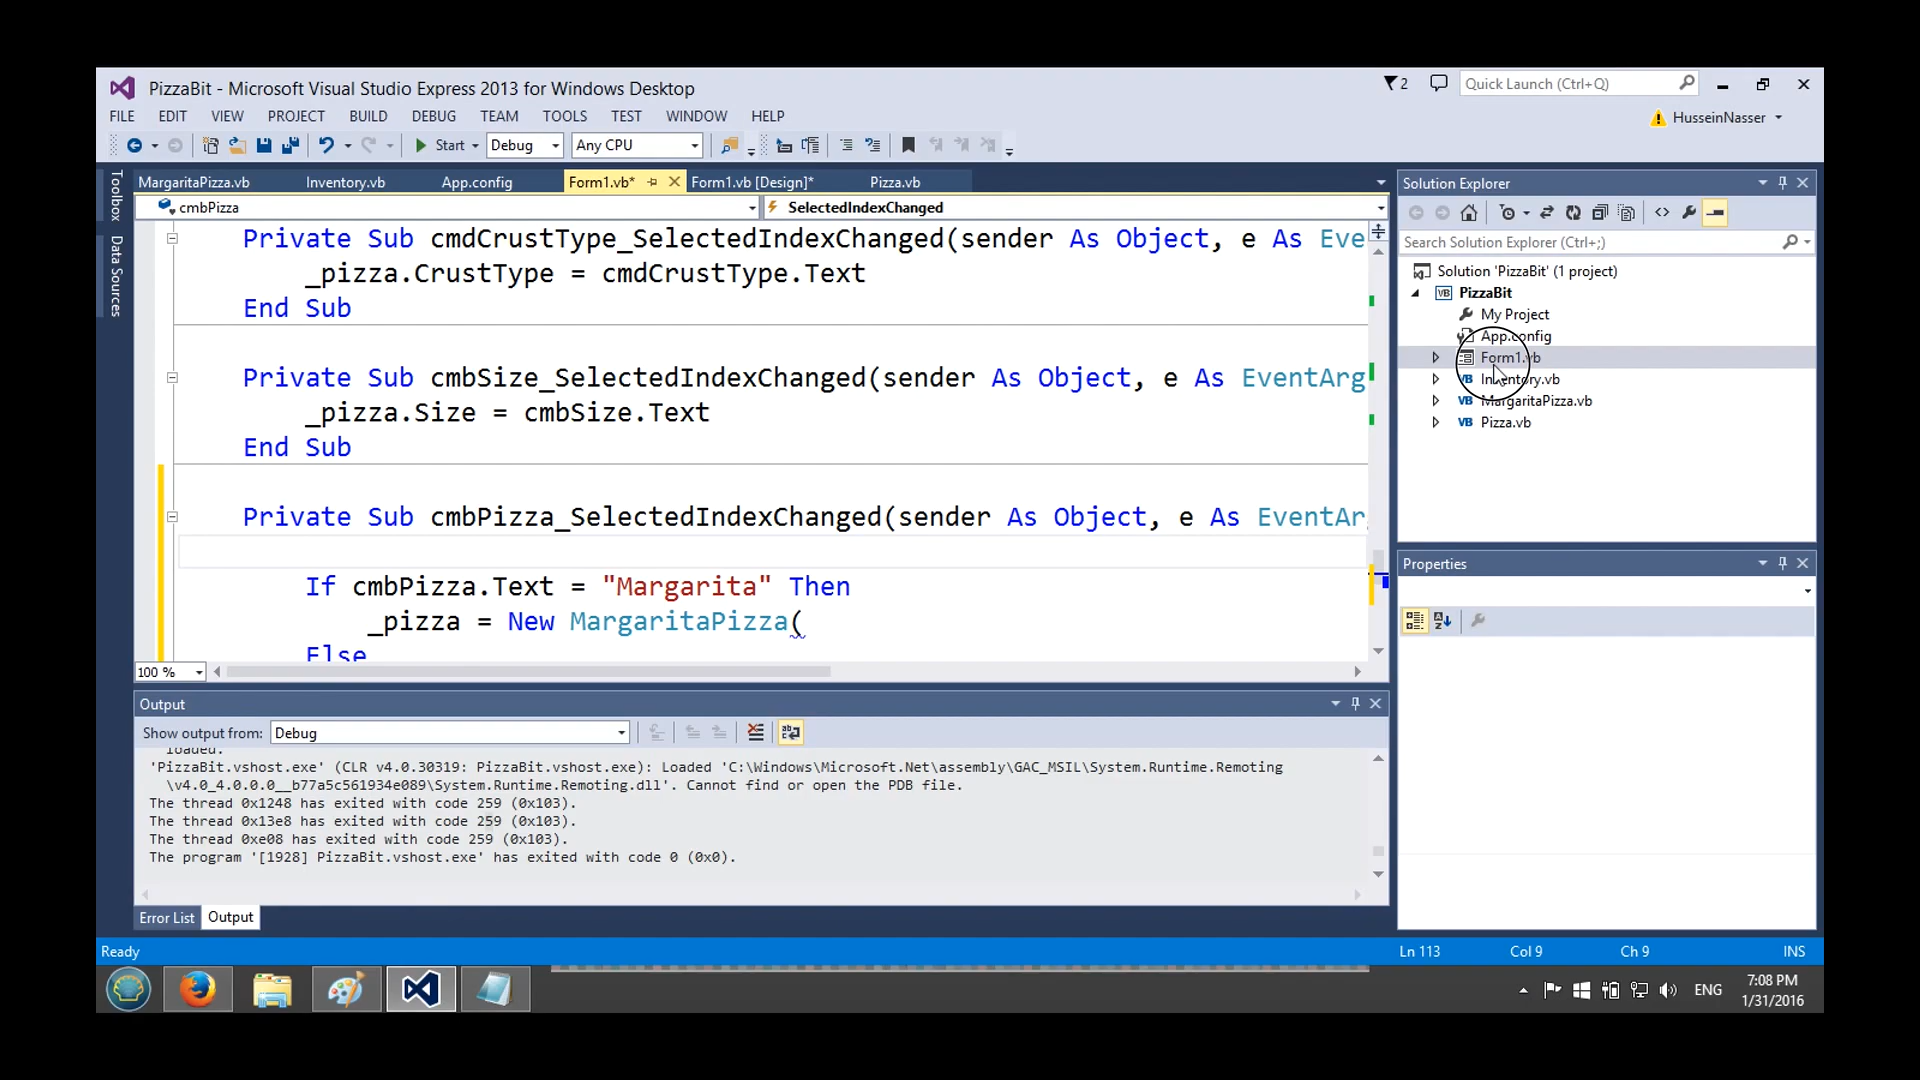 PizzaBit - Microsoft Visual Studio Express 2013 for Windows Desktop
2
Quick Launch (Ctrl+Q)
FILE EDIT VIEW PROJECT BUILD DEBUG TEAM TOOLS TEST WINDOW HELP
HusseinNasser
Start Debug Any CPU
Toolbox
Data Sources
MargaritaPizza.vb Inventory.vb App.config Form1.vb* Form1.vb [Design]* Pizza.vb
cmbPizza SelectedIndexChanged
Private Sub cmdCrustType_SelectedIndexChanged(sender As Object, e As Eve
_pizza.CrustType = cmdCrustType.Text
End Sub
Private Sub cmbSize_SelectedIndexChanged(sender As Object, e As EventArg
_pizza.Size = cmbSize.Text
End Sub
Private Sub cmbPizza_SelectedIndexChanged(sender As Object, e As EventAr
If cmbPizza.Text = "Margarita" Then
_pizza = New MargaritaPizza(
Else
100 %
Output
Show output from: Debug
loaded.
'PizzaBit.vshost.exe' (CLR v4.0.30319: PizzaBit.vshost.exe): Loaded 'C:\Windows\Microsoft.Net\assembly\GAC_MSIL\System.Runtime.Remoting
\v4.0_4.0.0.0__b77a5c561934e089\System.Runtime.Remoting.dll'. Cannot find or open the PDB file.
The thread 0x1248 has exited with code 259 (0x103).
The thread 0x13e8 has exited with code 259 (0x103).
The thread 0xe08 has exited with code 259 (0x103).
The program '[1928] PizzaBit.vshost.exe' has exited with code 0 (0x0).
Error List Output
Solution Explorer
Search Solution Explorer (Ctrl+;)
Solution 'PizzaBit' (1 project)
VB PizzaBit
My Project
App.config
Form1.vb
VB Inventory.vb
VB MargaritaPizza.vb
VB Pizza.vb
Properties
Ready Ln 113 Col 9 Ch 9 INS
ENG
7:08 PM
1/31/2016